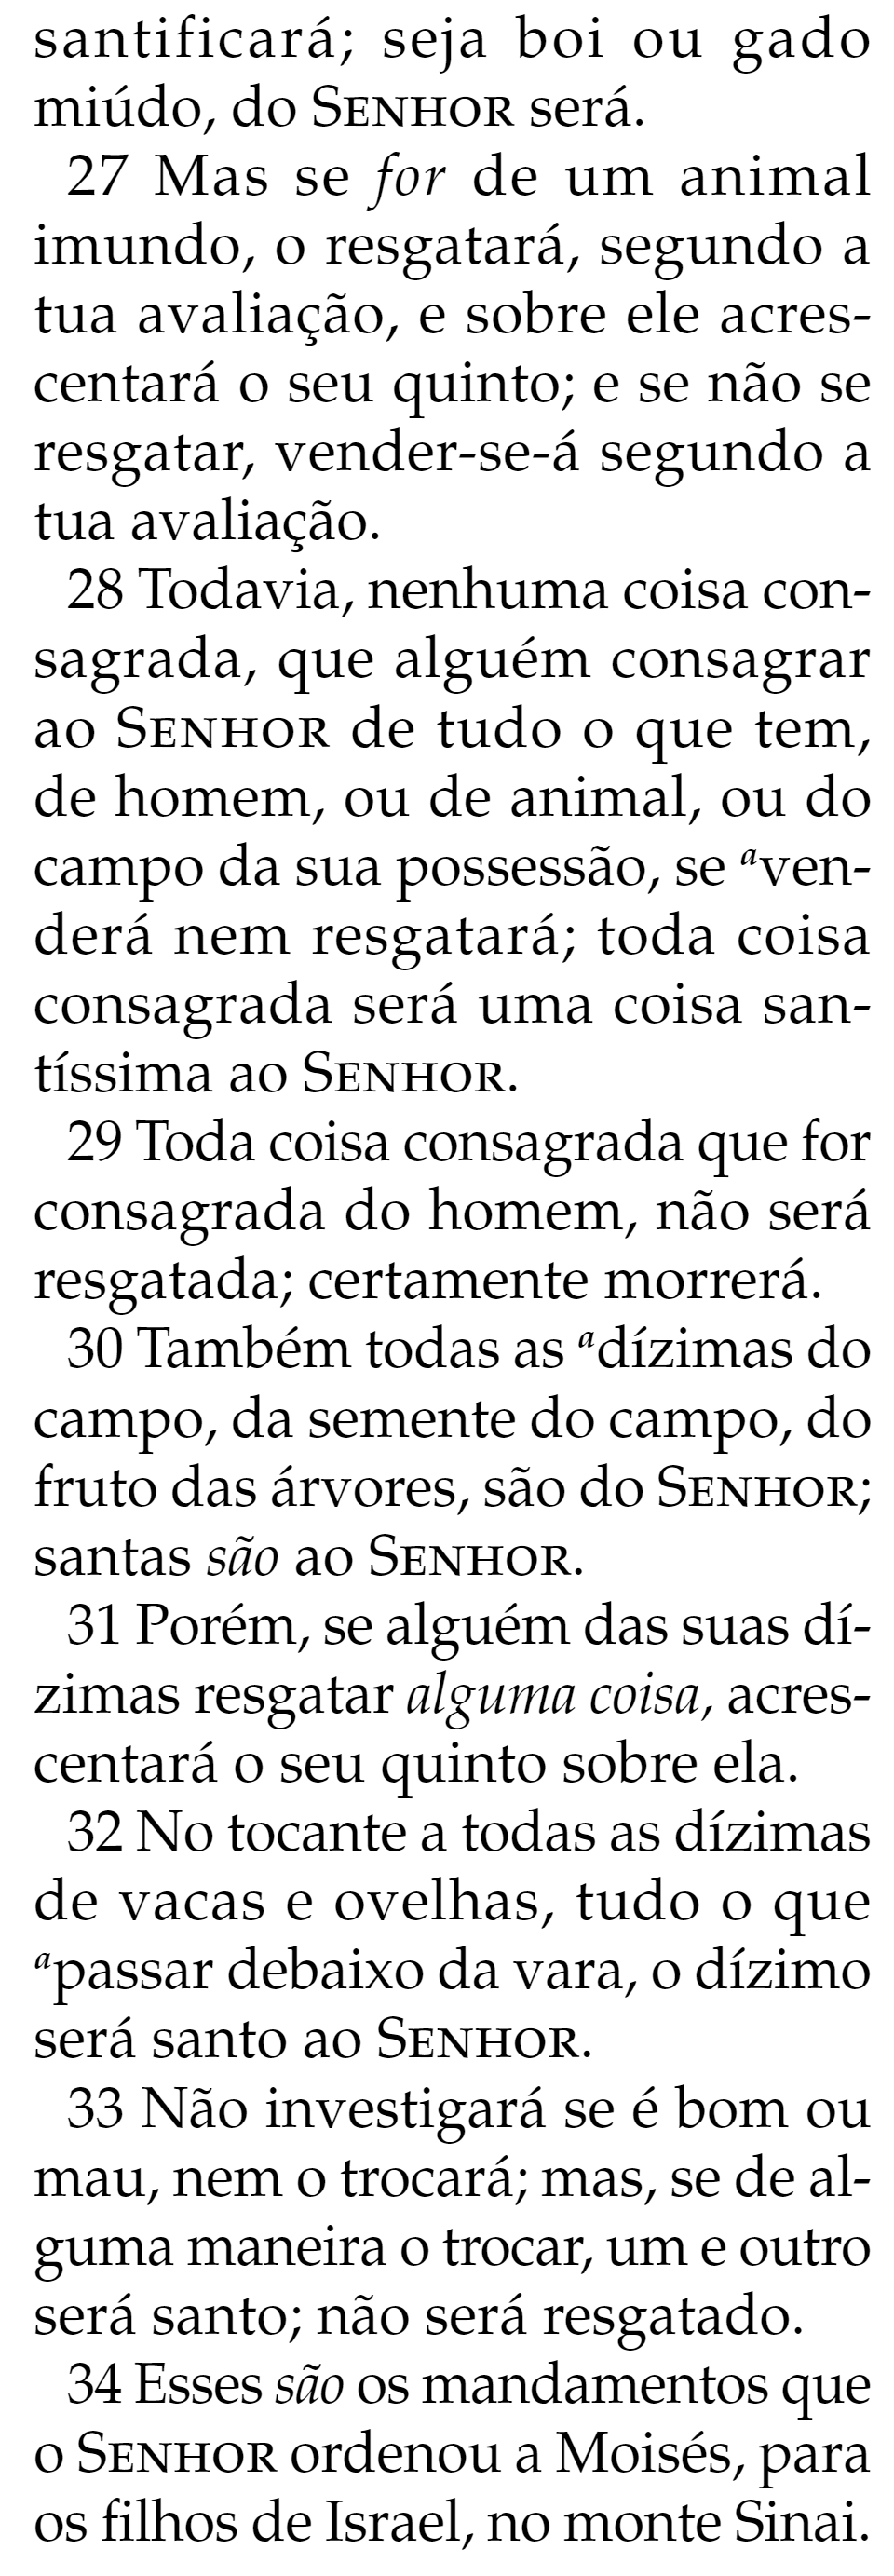 santificará; seja boi ou gado
miúdo, do SENHOR será.
27 Mas se for de um animal
imundo, o resgatará, segundo a
tua avaliação, e sobre ele acres-
centará o seu quinto; e se não se
resgatar, vender-se-á segundo a
tua avaliação.
28 Todavia, nenhuma coisa con-
sagrada, que alguém consagrar
ao SENHOR de tudo o que tem,
de homem, ou de animal, ou do
campo da sua possessão, se avен-
derá nem resgatará; toda coisa
consagrada será uma coisa san-
tíssima ao SENHOR.
29 Toda coisa consagrada que for
consagrada do homem, não será
resgatada; certamente morrerá.
30 Também todas as adízimas do
campo, da semente do campo, do
fruto das árvores, são do SENHOR;
santas são ao SENHOR.
31 Porém, se alguém das suas dí-
zimas resgatar alguma coisa, acres-
centará o seu quinto sobre ela.
32 No tocante a todas as dízimas
de vacas e ovelhas, tudo o que
apassar debaixo da vara, o dízimo
será santo ao SENHOR.
33 Não investigará se é bom ou
mau, nem o trocará; mas, se de al-
guma maneira o trocar, um e outro
será santo; não será resgatado.
34 Esses são os mandamentos que
o SENHOR ordenou a Moisés, para
os filhos de Israel, no monte Sinai.